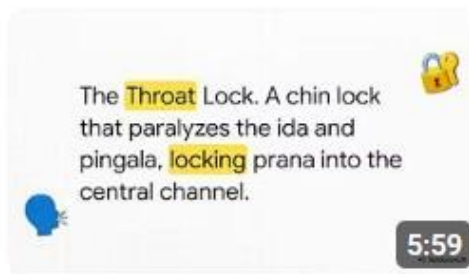 The Throat Lock. A chin lock
that paralyzes the ida and
pingala, locking prana into the
central channel.
5:59